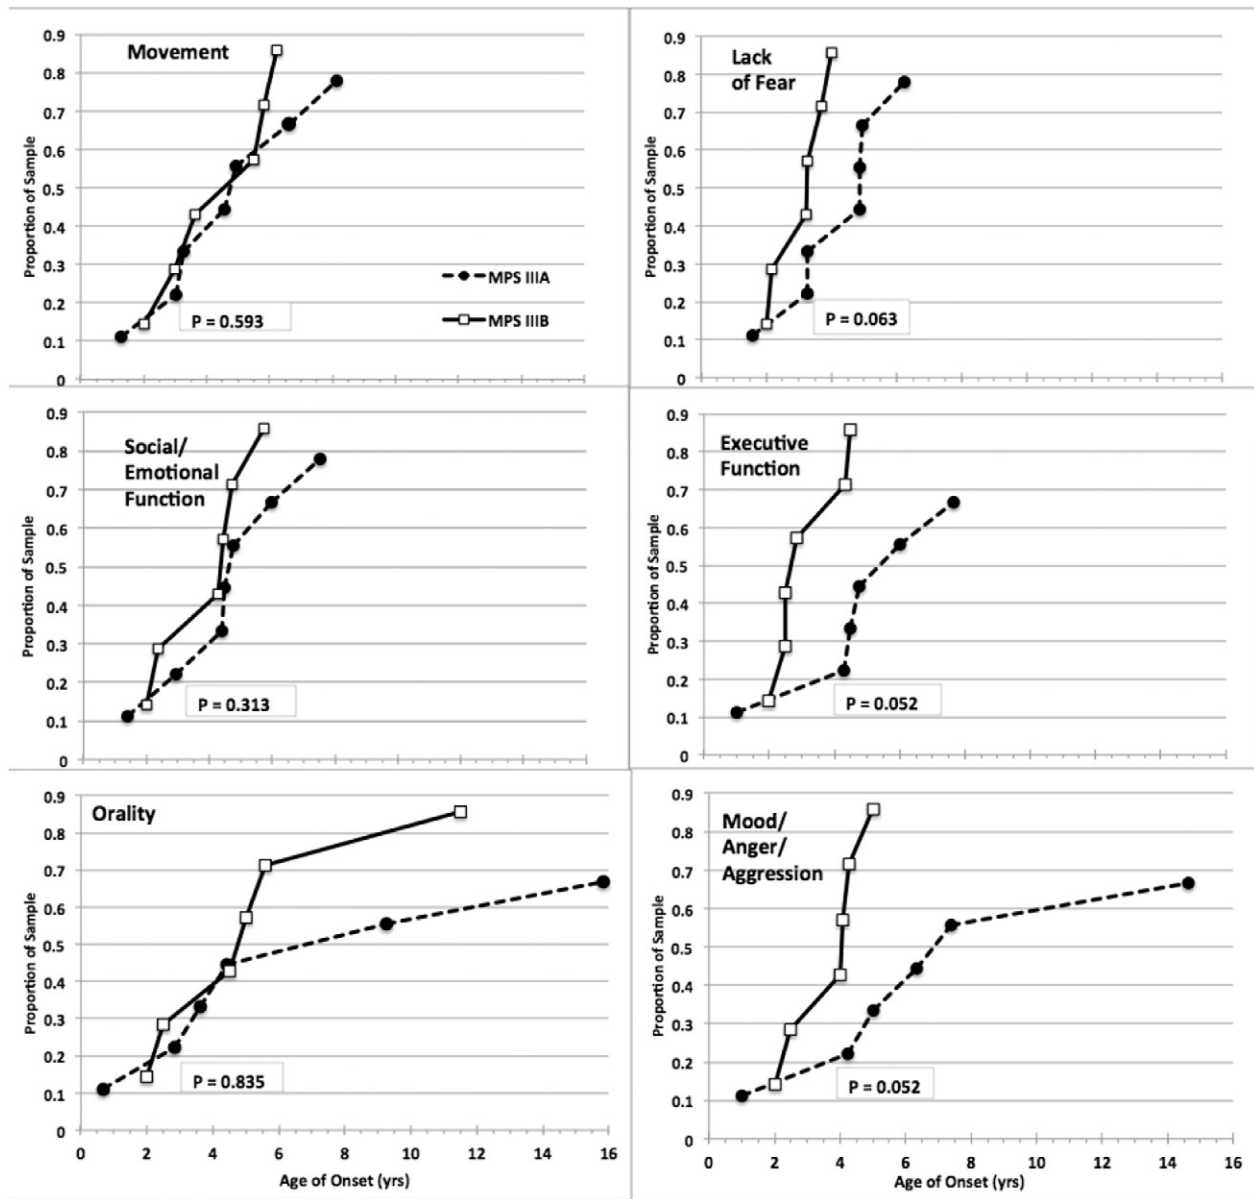 Movement
Proportion of Sample
0.9
0.8
0.7
0.6
0.5
0.4
0.3
0.2
0.1
0
MPS IIIA
MPS IIIB
P = 0.593
Lack
of Fear
Proportion of Sample
0.9
0.8
0.7
0.6
0.5
0.4
0.3
0.2
0.1
0
P = 0.063
Social/
Emotional
Function
Proportion of Sample
0.9
0.8
0.7
0.6
0.5
0.4
0.3
0.2
0.1
0
P = 0.313
Executive
Function
Proportion of Sample
0.9
0.8
0.7
0.6
0.5
0.4
0.3
0.2
0.1
0
P = 0.052
Orality
Proportion of Sample
0.9
0.8
0.7
0.6
0.5
0.4
0.3
0.2
0.1
0
P = 0.835
0 2 4 6 8 10 12 14 16
Age of Onset (yrs)
Mood/
Anger/
Aggression
Proportion of Sample
0.9
0.8
0.7
0.6
0.5
0.4
0.3
0.2
0.1
0
P = 0.052
0 2 4 6 8 10 12 14 16
Age of Onset (yrs)